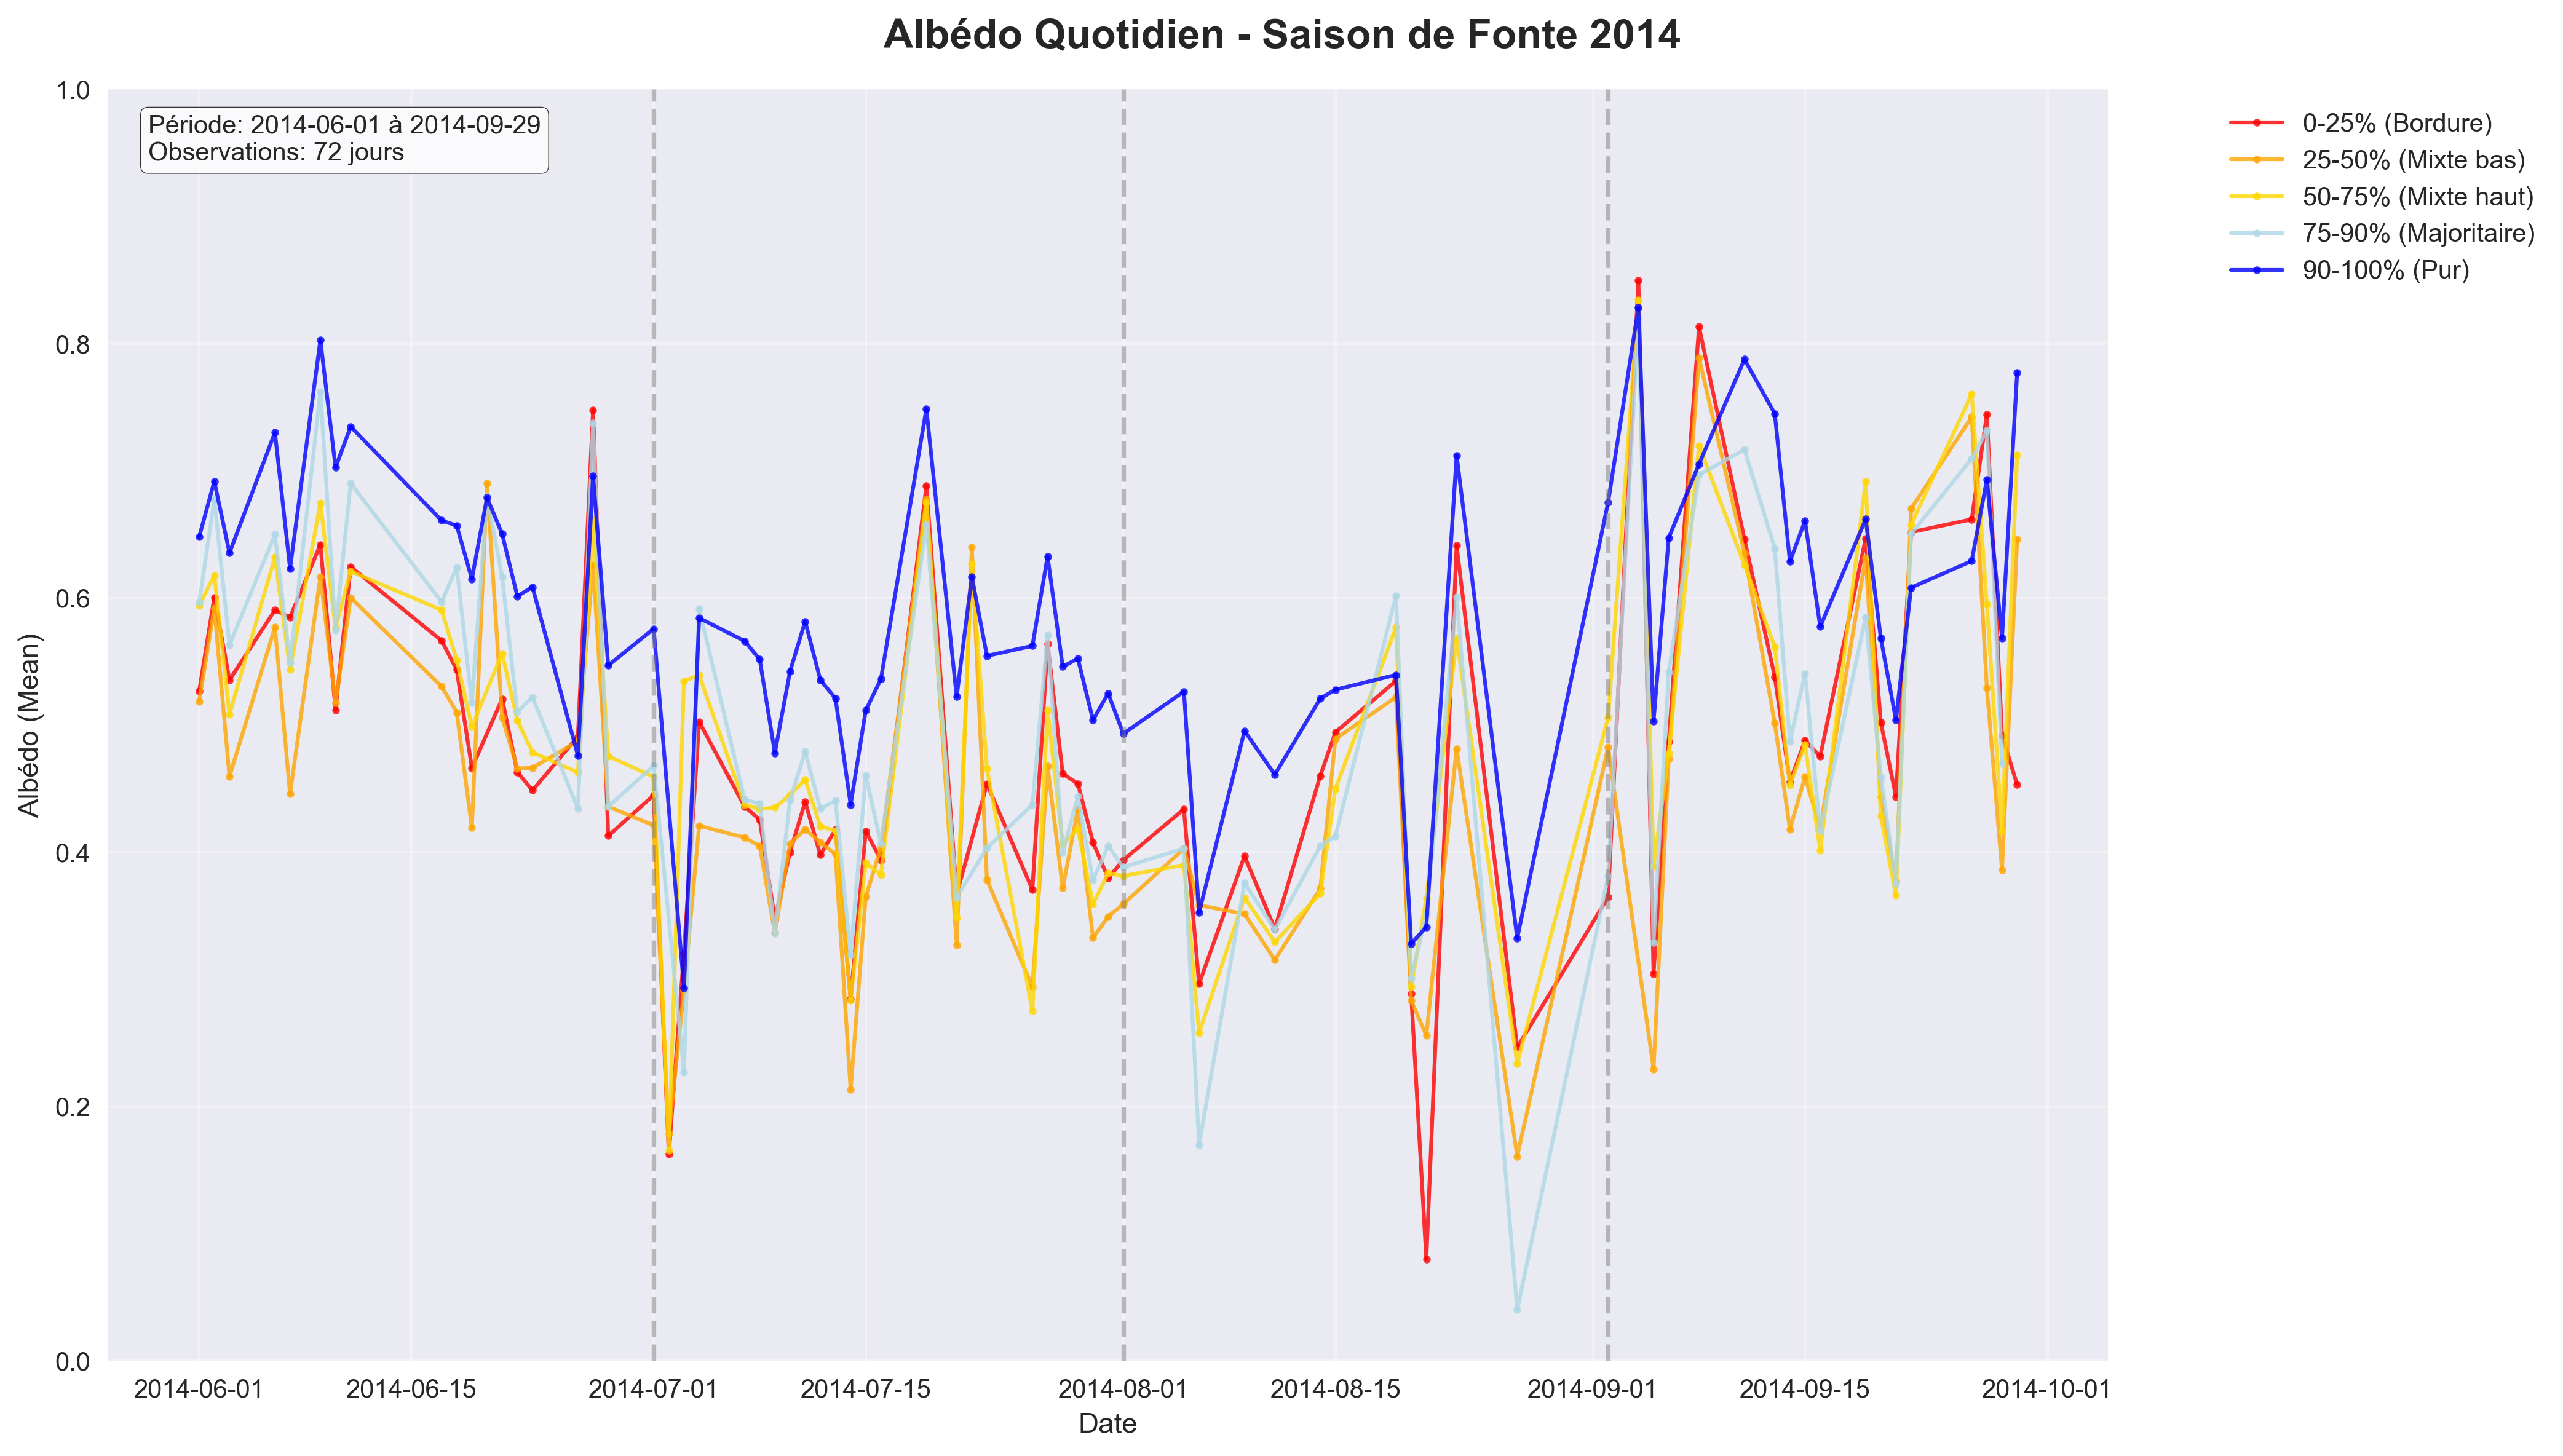 Albédo Quotidien - Saison de Fonte 2014
Période: 2014-06-01 à 2014-09-29
Observations: 72 jours
0-25% (Bordure)
25-50% (Mixte bas)
50-75% (Mixte haut)
75-90% (Majoritaire)
90-100% (Pur)
Albédo (Mean)
1.0
0.8
0.6
0.4
0.2
0.0
2014-06-01
2014-06-15
2014-07-01
2014-07-15
2014-08-01
2014-08-15
2014-09-01
2014-09-15
2014-10-01
Date